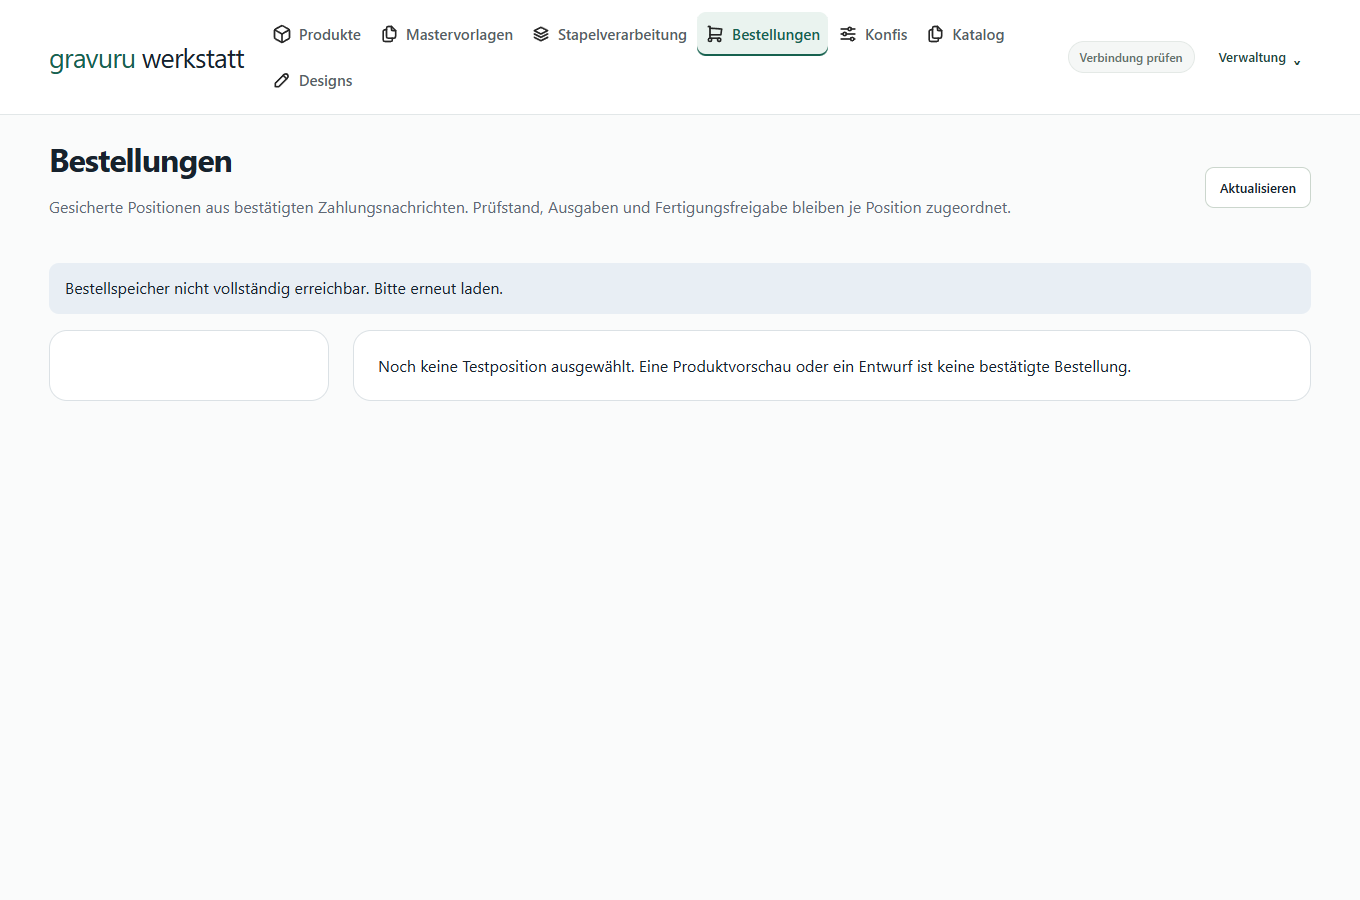 gravuru werkstatt
Produkte
Mastervorlagen
Stapelverarbeitung
Bestellungen
Konfis
Katalog
Designs
Verbindung prüfen
Verwaltung
Bestellungen
Gesicherte Positionen aus bestätigten Zahlungsnachrichten. Prüfstand, Ausgaben und Fertigungsfreigabe bleiben je Position zugeordnet.
Aktualisieren
Bestellspeicher nicht vollständig erreichbar. Bitte erneut laden.
Noch keine Testposition ausgewählt. Eine Produktvorschau oder ein Entwurf ist keine bestätigte Bestellung.